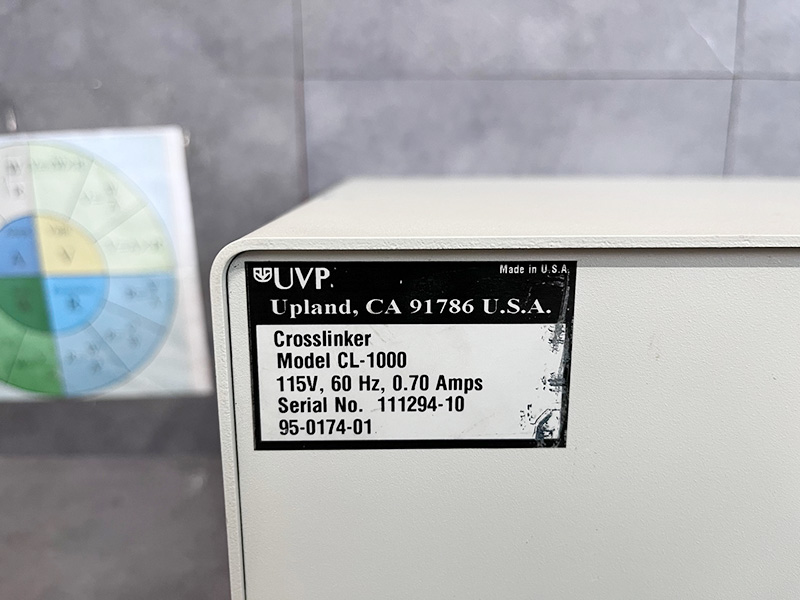 UVP
Made in U.S.A.
Upland, CA 91786 U.S.A.
Crosslinker
Model CL-1000
115V, 60 Hz, 0.70 Amps
Serial No. 111294-10
95-0174-01
A
V